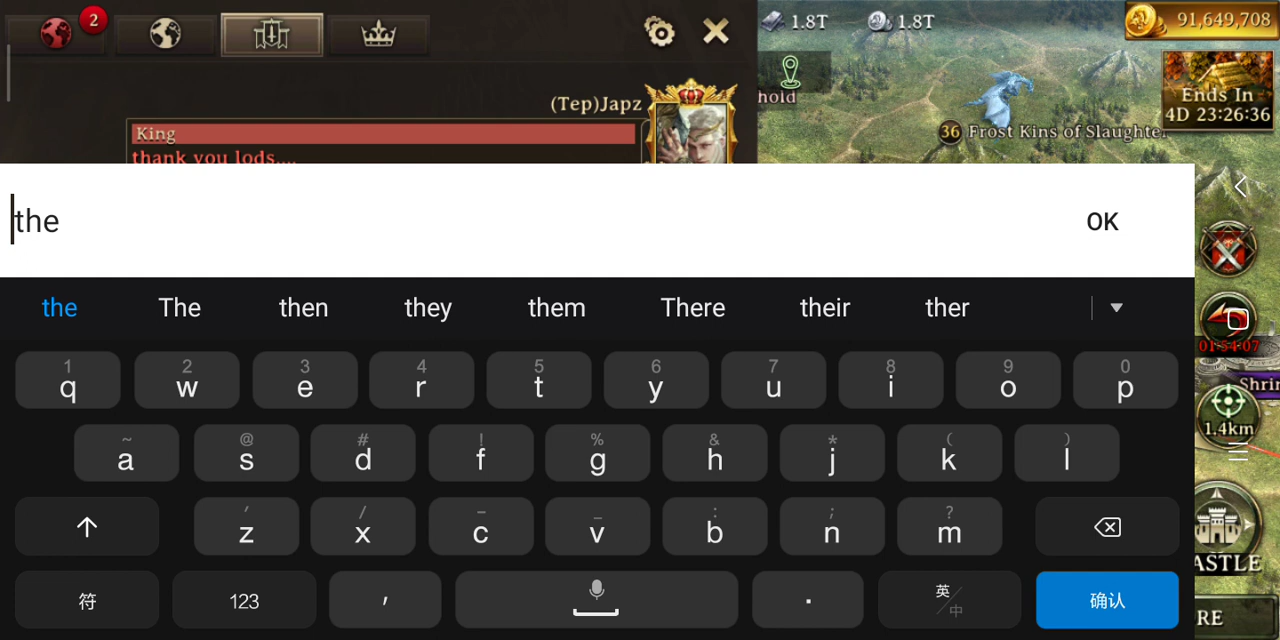 2
1.8T
1.8T
91,649,708
hold
(Tep)Japz
Ends In
4D 23:26:36
King
36 Frost Kins of Slaughter
thank you lods....
the
OK
the The then they them There their ther
1 2 3 4 5 6 7 8 9 0
q w e r t y u i o p
01:54:07
Shrin
~ @ # ! % & * ( )
a s d f g h j k l
1.4km
' / - _ : ; ?
z x c v b n m
CASTLE
符 123 , . 英/中 确认
RE